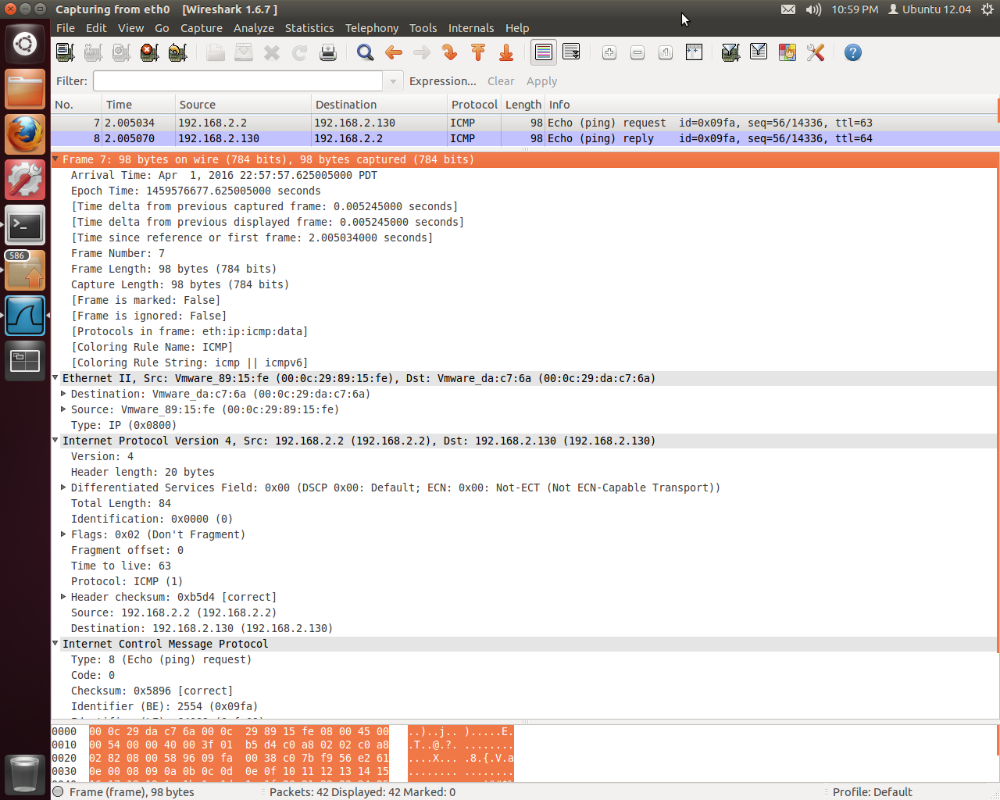 Capturing from eth0   [Wireshark 1.6.7 ]
10:59 PM Ubuntu 12.04
File Edit View Go Capture Analyze Statistics Telephony Tools Internals Help
Filter: Expression... Clear Apply
No. Time Source Destination Protocol Length Info
7 2.005034 192.168.2.2 192.168.2.130 ICMP 98 Echo (ping) request  id=0x09fa, seq=56/14336, ttl=63
8 2.005070 192.168.2.130 192.168.2.2 ICMP 98 Echo (ping) reply    id=0x09fa, seq=56/14336, ttl=64
Frame 7: 98 bytes on wire (784 bits), 98 bytes captured (784 bits)
Arrival Time: Apr  1, 2016 22:57:57.625005000 PDT
Epoch Time: 1459576677.625005000 seconds
[Time delta from previous captured frame: 0.005245000 seconds]
[Time delta from previous displayed frame: 0.005245000 seconds]
[Time since reference or first frame: 2.005034000 seconds]
Frame Number: 7
Frame Length: 98 bytes (784 bits)
Capture Length: 98 bytes (784 bits)
[Frame is marked: False]
[Frame is ignored: False]
[Protocols in frame: eth:ip:icmp:data]
[Coloring Rule Name: ICMP]
[Coloring Rule String: icmp || icmpv6]
Ethernet II, Src: Vmware_89:15:fe (00:0c:29:89:15:fe), Dst: Vmware_da:c7:6a (00:0c:29:da:c7:6a)
Destination: Vmware_da:c7:6a (00:0c:29:da:c7:6a)
Source: Vmware_89:15:fe (00:0c:29:89:15:fe)
Type: IP (0x0800)
Internet Protocol Version 4, Src: 192.168.2.2 (192.168.2.2), Dst: 192.168.2.130 (192.168.2.130)
Version: 4
Header length: 20 bytes
Differentiated Services Field: 0x00 (DSCP 0x00: Default; ECN: 0x00: Not-ECT (Not ECN-Capable Transport))
Total Length: 84
Identification: 0x0000 (0)
Flags: 0x02 (Don't Fragment)
Fragment offset: 0
Time to live: 63
Protocol: ICMP (1)
Header checksum: 0xb5d4 [correct]
Source: 192.168.2.2 (192.168.2.2)
Destination: 192.168.2.130 (192.168.2.130)
Internet Control Message Protocol
Type: 8 (Echo (ping) request)
Code: 0
Checksum: 0x5896 [correct]
Identifier (BE): 2554 (0x09fa)
586
0000  00 0c 29 da c7 6a 00 0c  29 89 15 fe 08 00 45 00   ..)..j.. ).....E.
0010  00 54 00 00 40 00 3f 01  b5 d4 c0 a8 02 02 c0 a8   .T..@.?. ........
0020  02 82 08 00 58 96 09 fa  00 38 c0 7b f9 56 e2 61   ....X... .8.{.V.a
0030  0e 00 08 09 0a 0b 0c 0d  0e 0f 10 11 12 13 14 15   ........ ........
Frame (frame), 98 bytes Packets: 42 Displayed: 42 Marked: 0 Profile: Default